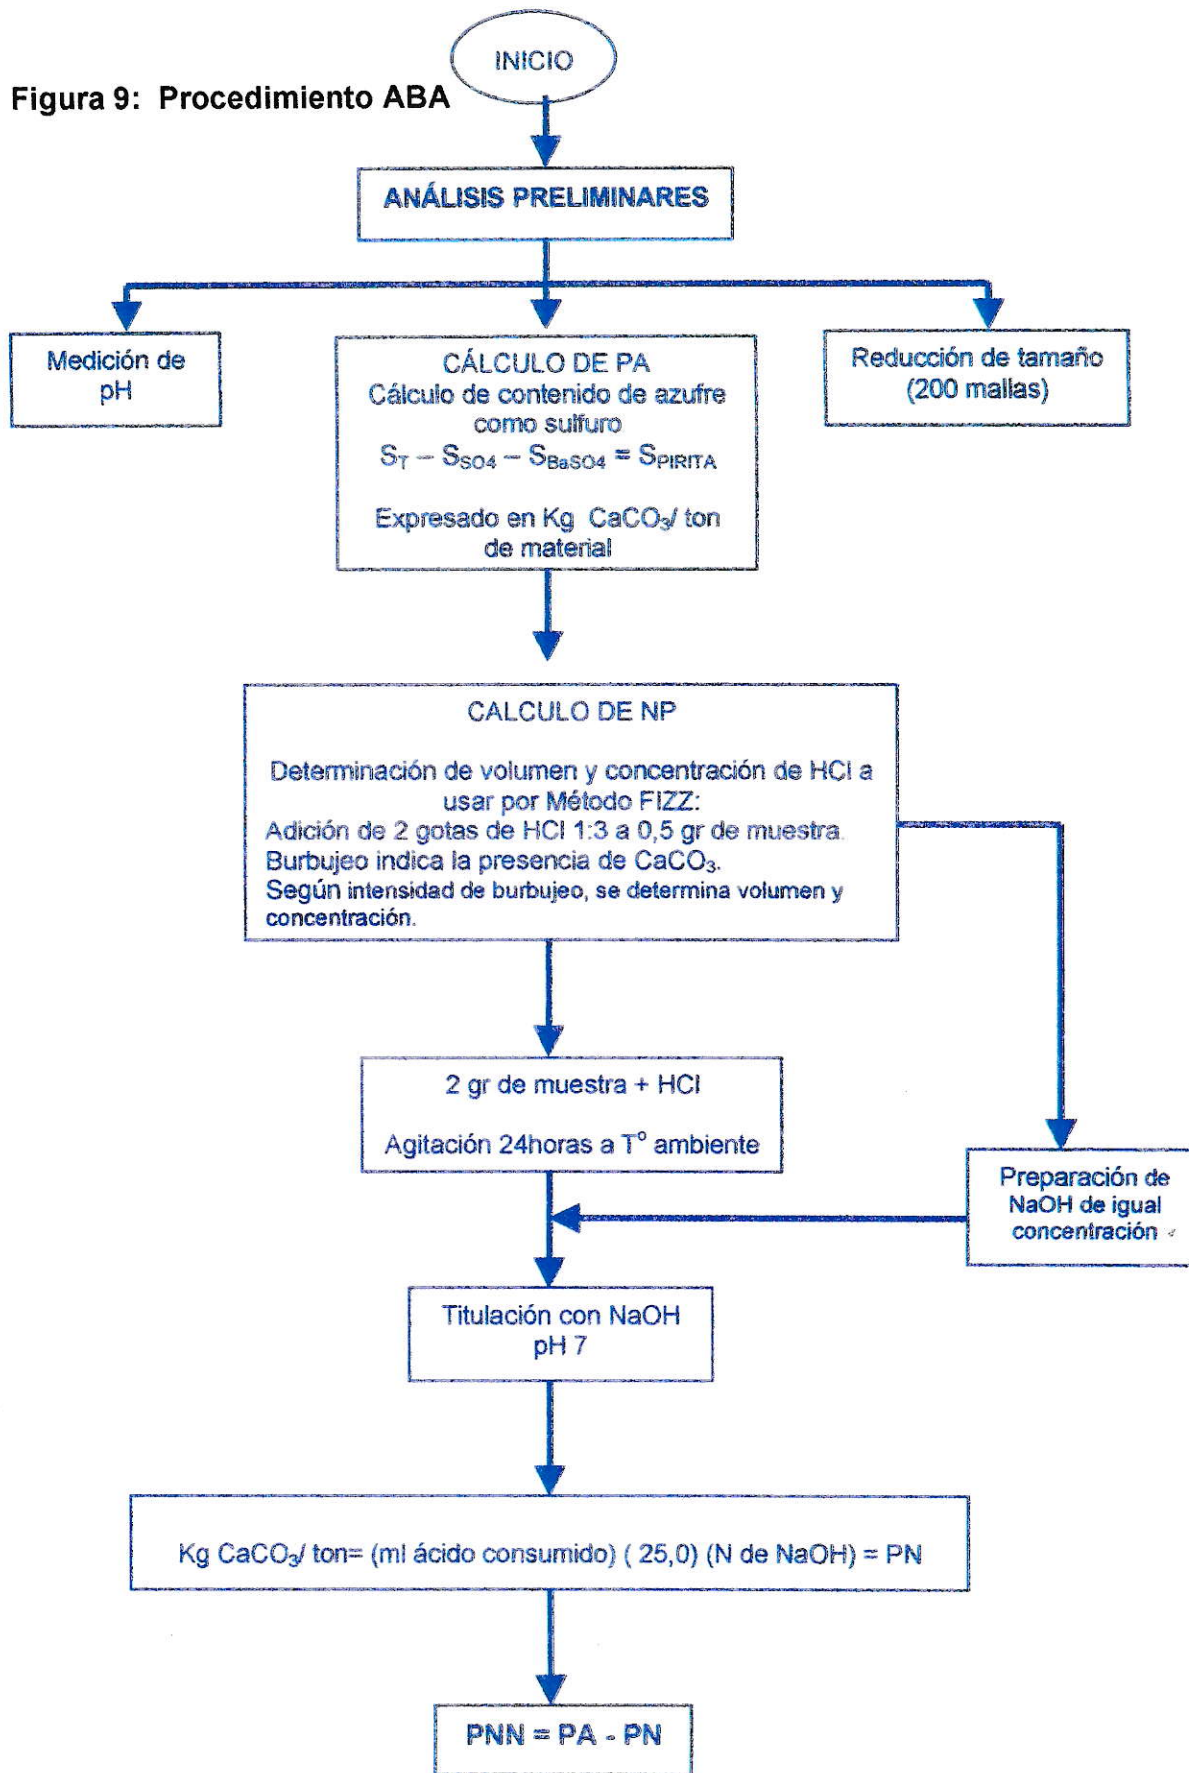 INICIO
Figura 9: Procedimiento ABA
ANÁLISIS PRELIMINARES
Medición de
pH
CÁLCULO DE PA
Cálculo de contenido de azufre
como sulfuro
S_T – S_SO4 – S_BaSO4 = S_PIRITA
Expresado en Kg CaCO₃/ ton
de material
Reducción de tamaño
(200 mallas)
CALCULO DE NP
Determinación de volumen y concentración de HCl a
usar por Método FIZZ:
Adición de 2 gotas de HCl 1:3 a 0,5 gr de muestra.
Burbujeo indica la presencia de CaCO₃.
Según intensidad de burbujeo, se determina volumen y
concentración.
2 gr de muestra + HCl
Agitación 24horas a T° ambiente
Preparación de
NaOH de igual
concentración
Titulación con NaOH
pH 7
Kg CaCO₃/ ton= (ml ácido consumido) ( 25,0) (N de NaOH) = PN
PNN = PA - PN